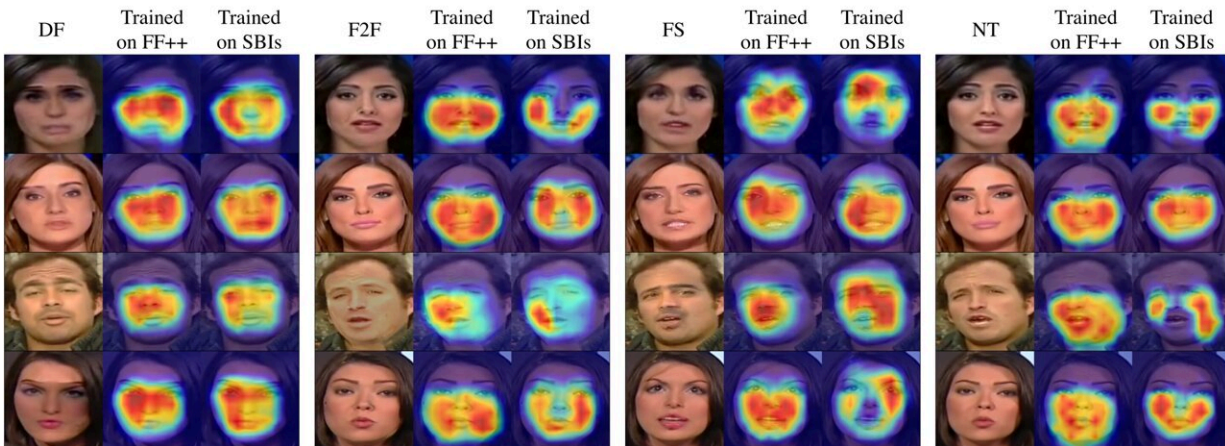 DF
Trained
on FF++
Trained
on SBIs
F2F
Trained
on FF++
Trained
on SBIs
FS
Trained
on FF++
Trained
on SBIs
NT
Trained
on FF++
Trained
on SBIs